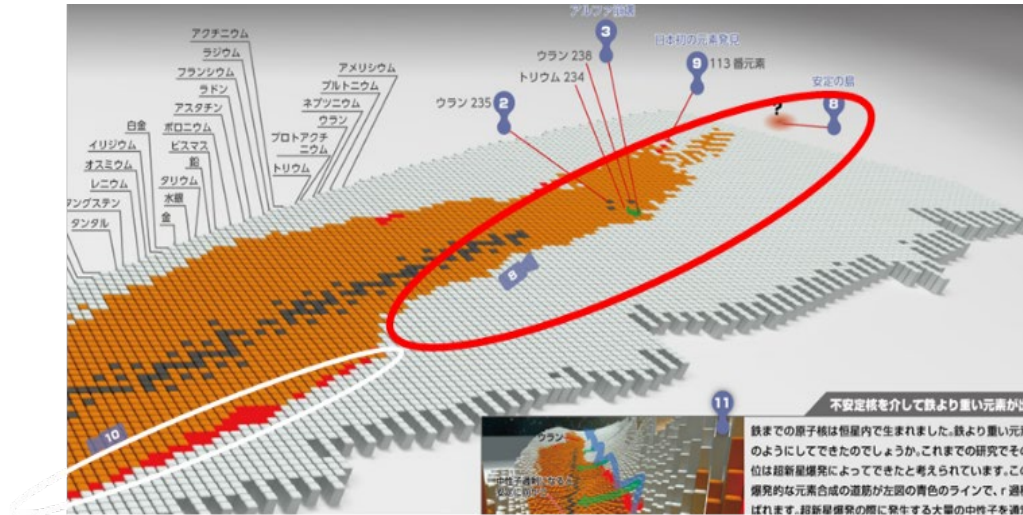 アクチニウム
ラジウム
フランシウム
ラドン
アスタチン
ポロニウム
ビスマス
鉛
タリウム
水銀
金
白金
イリジウム
オスミウム
レニウム
タングステン
タンタル
アメリシウム
プルトニウム
ネプツニウム
ウラン
プロトアクチ
ニウム
トリウム
アルファ崩壊
3
ウラン 238
トリウム 234
ウラン 235
2
日本初の元素発見
9
113 番元素
安定の島
8
?
8
10
11
ウラン
中性子過剰になると
不安定核を介して鉄より重い元素が
鉄までの原子核は恒星内で生まれました。鉄より重い元
のようにしてできたのでしょうか。これまでの研究でその
位は超新星爆発によってできたと考えられています。この
爆発的な元素合成の道筋が左図の青色のラインで、r 過
ばれます。超新星爆発の際に発生する大量の中性子を